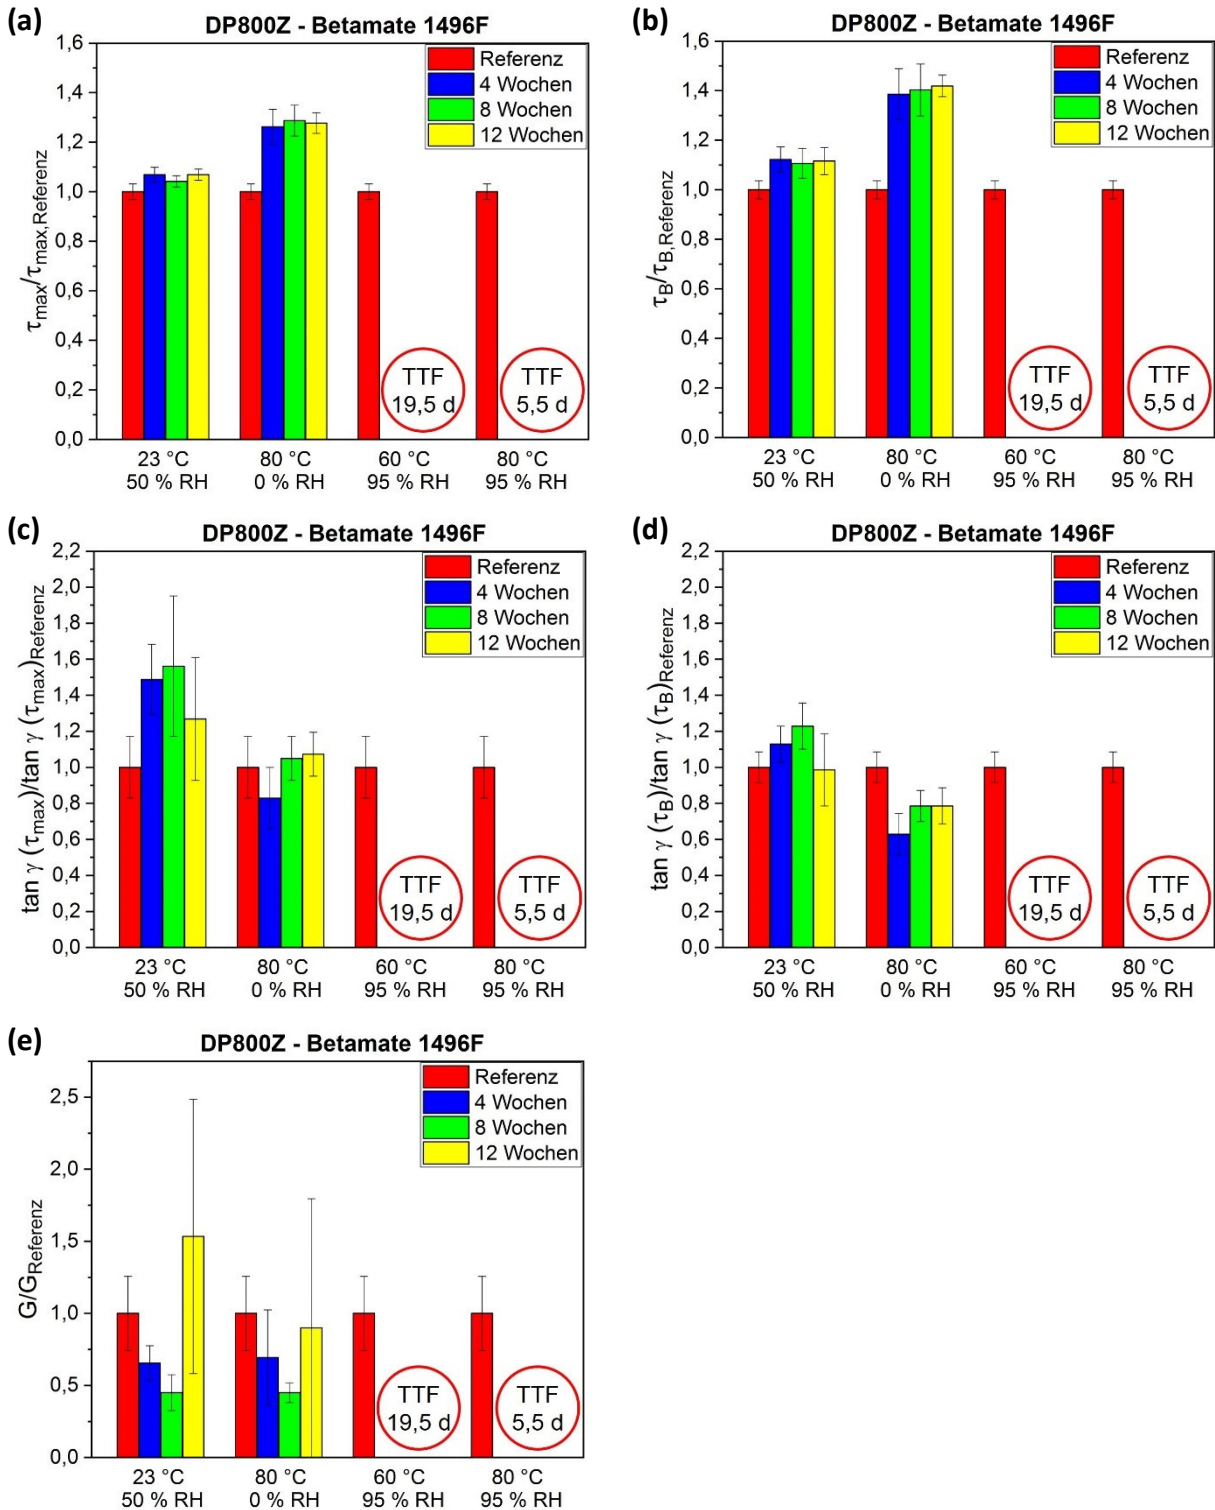 (a)
DP800Z - Betamate 1496F
τmax/τmax,Referenz
1,6
1,4
1,2
1,0
0,8
0,6
0,4
0,2
0,0
Referenz
4 Wochen
8 Wochen
12 Wochen
TTF
19,5 d
TTF
5,5 d
23 °C
50 % RH
80 °C
0 % RH
60 °C
95 % RH
80 °C
95 % RH
(b)
DP800Z - Betamate 1496F
τB/τB,Referenz
1,6
1,4
1,2
1,0
0,8
0,6
0,4
0,2
0,0
Referenz
4 Wochen
8 Wochen
12 Wochen
TTF
19,5 d
TTF
5,5 d
23 °C
50 % RH
80 °C
0 % RH
60 °C
95 % RH
80 °C
95 % RH
(c)
DP800Z - Betamate 1496F
tan γ (τmax)/tan γ (τmax)Referenz
2,2
2,0
1,8
1,6
1,4
1,2
1,0
0,8
0,6
0,4
0,2
0,0
Referenz
4 Wochen
8 Wochen
12 Wochen
TTF
19,5 d
TTF
5,5 d
23 °C
50 % RH
80 °C
0 % RH
60 °C
95 % RH
80 °C
95 % RH
(d)
DP800Z - Betamate 1496F
tan γ (τB)/tan γ (τB)Referenz
2,2
2,0
1,8
1,6
1,4
1,2
1,0
0,8
0,6
0,4
0,2
0,0
Referenz
4 Wochen
8 Wochen
12 Wochen
TTF
19,5 d
TTF
5,5 d
23 °C
50 % RH
80 °C
0 % RH
60 °C
95 % RH
80 °C
95 % RH
(e)
DP800Z - Betamate 1496F
G/GReferenz
2,5
2,0
1,5
1,0
0,5
0,0
Referenz
4 Wochen
8 Wochen
12 Wochen
TTF
19,5 d
TTF
5,5 d
23 °C
50 % RH
80 °C
0 % RH
60 °C
95 % RH
80 °C
95 % RH